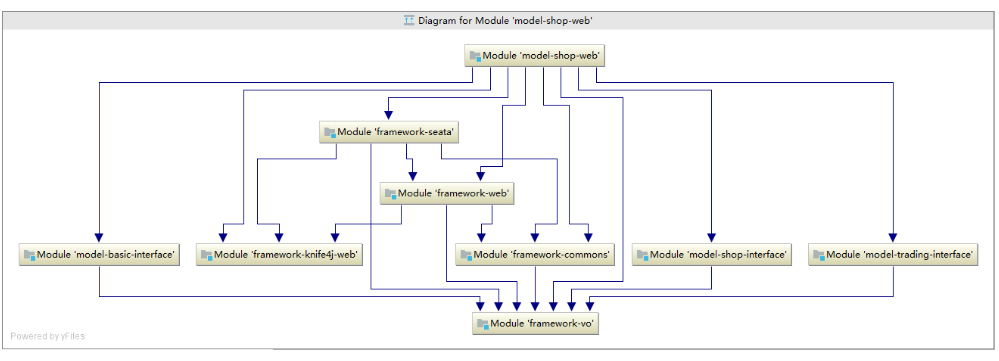 Diagram for Module 'model-shop-web'
Module 'model-shop-web'
Module 'framework-seata'
Module 'framework-web'
Module 'model-basic-interface'
Module 'framework-knife4j-web'
Module 'framework-commons'
Module 'model-shop-interface'
Module 'model-trading-interface'
Module 'framework-vo'
Powered by yFiles